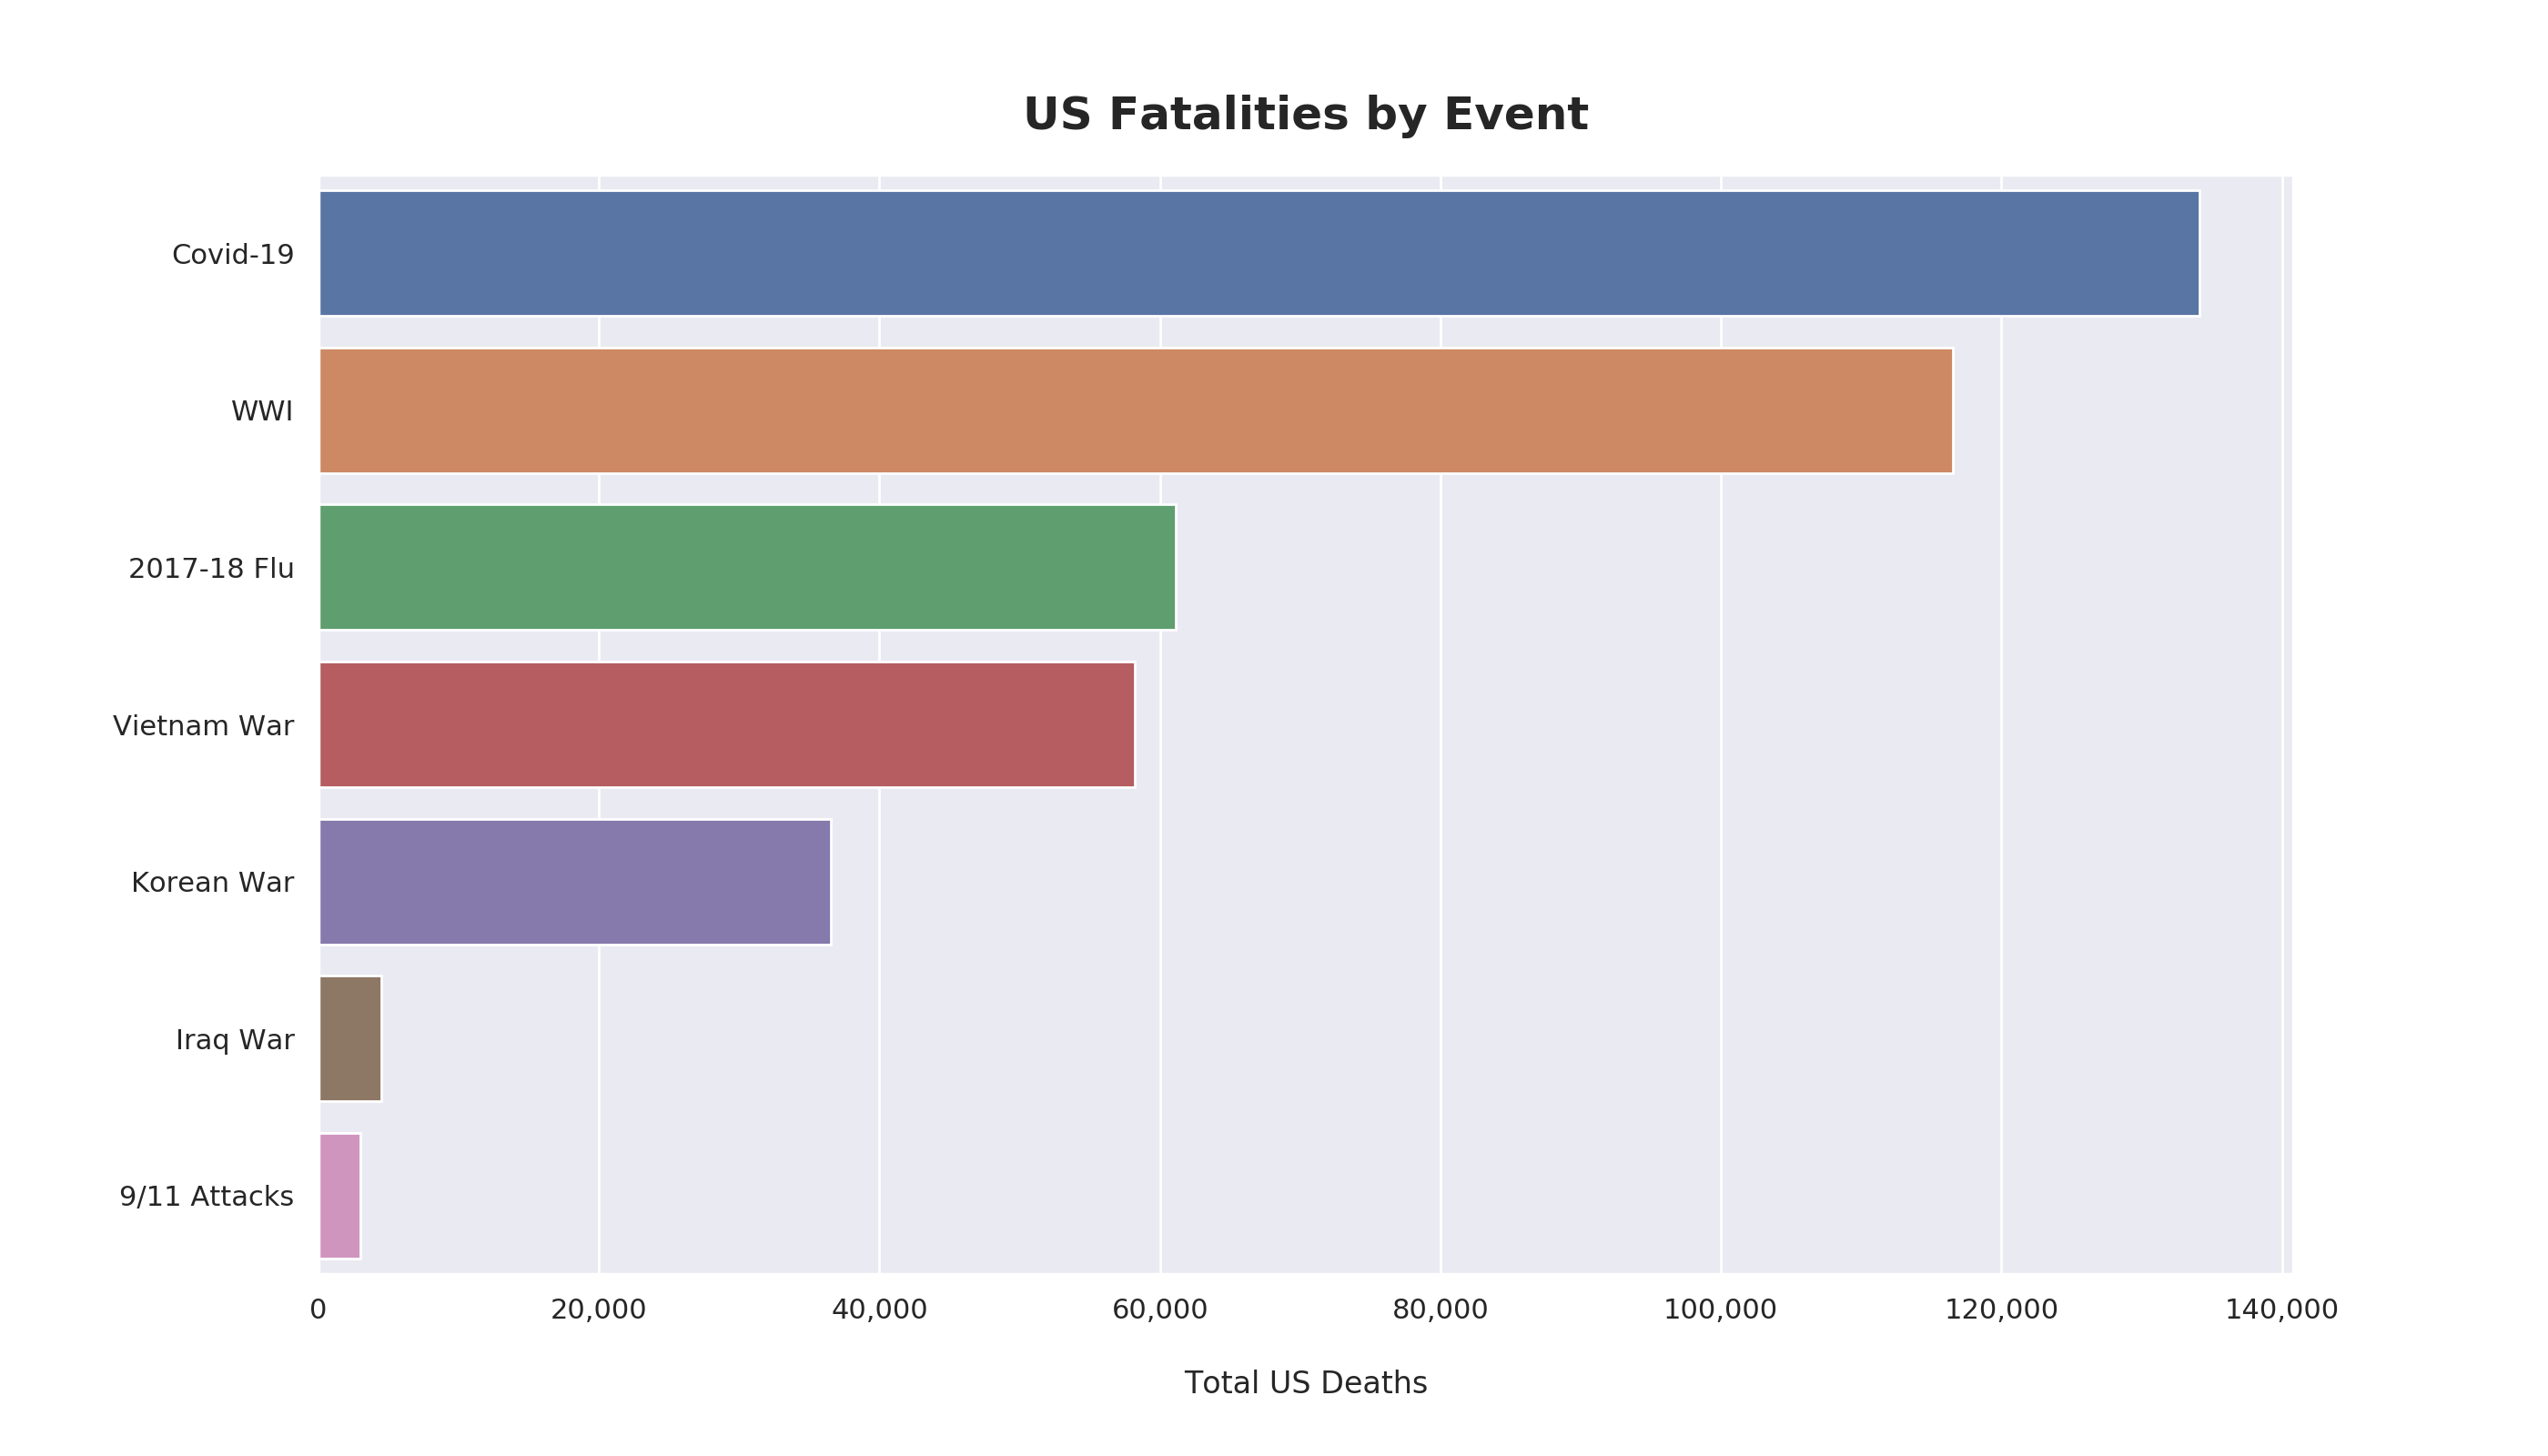 US Fatalities by Event
Covid-19
WWI
2017-18 Flu
Vietnam War
Korean War
Iraq War
9/11 Attacks
0 20,000 40,000 60,000 80,000 100,000 120,000 140,000
Total US Deaths